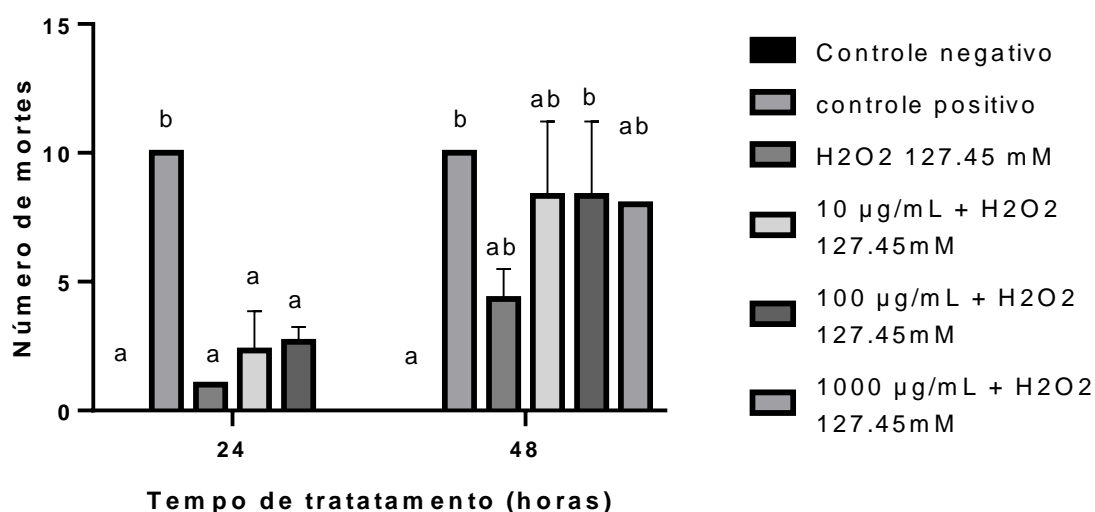 15
10
5
0
Número de mortes
a
b
a
a
a
a
b
ab
ab
b
ab
24
48
Tempo de tratatamento (horas)
Controle negativo
controle positivo
H2O2 127.45 mM
10 µg/mL + H2O2
127.45mM
100 µg/mL + H2O2
127.45mM
1000 µg/mL + H2O2
127.45mM